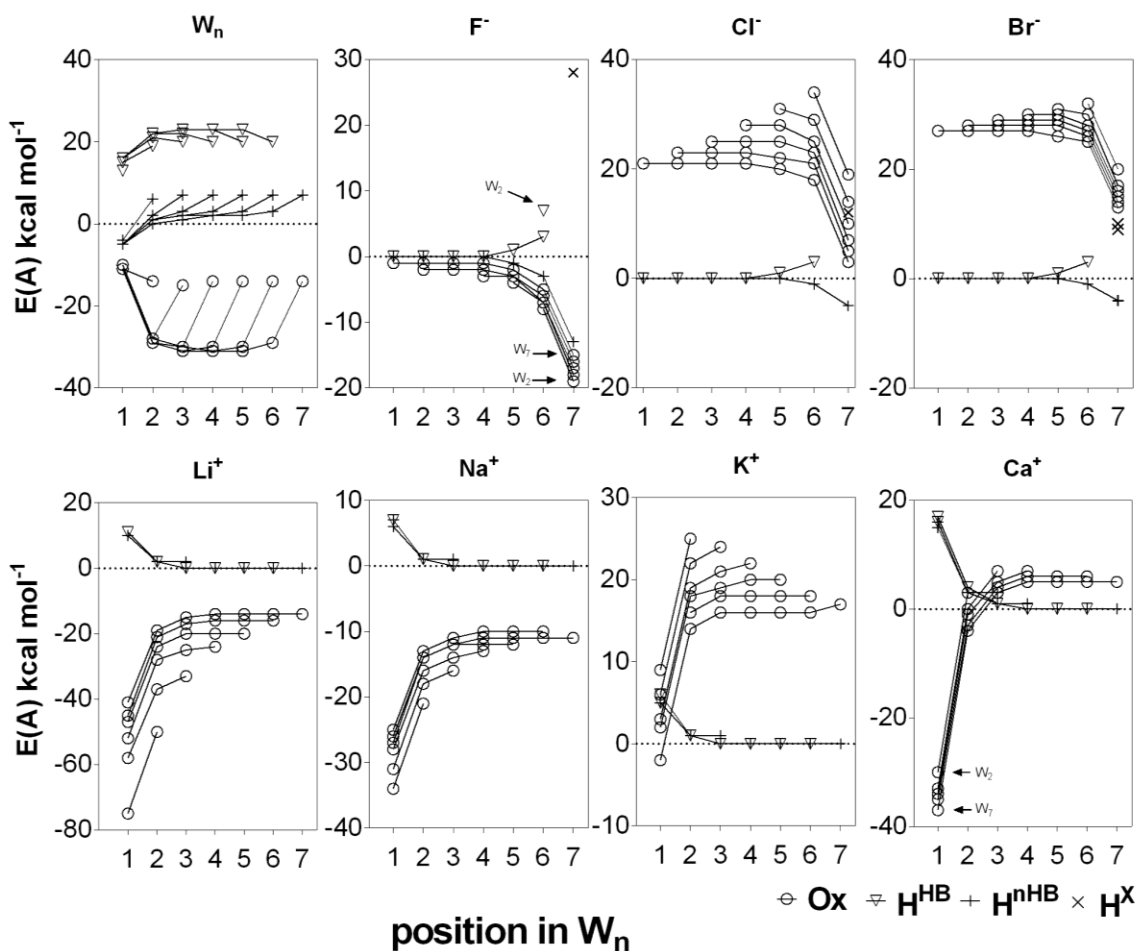 Wₙ F⁻ Cl⁻ Br⁻
E(A) kcal mol⁻¹
40 20 0 -20 -40
30 20 10 0 -10 -20
40 20 0 -20
40 20 0 -20
W₂
W₇
W₂
1 2 3 4 5 6 7
1 2 3 4 5 6 7
1 2 3 4 5 6 7
1 2 3 4 5 6 7
Li⁺ Na⁺ K⁺ Ca⁺
E(A) kcal mol⁻¹
20 0 -20 -40 -60 -80
10 0 -10 -20 -30 -40
30 20 10 0 -10
20 0 -20 -40
W₂
W₇
1 2 3 4 5 6 7
1 2 3 4 5 6 7
1 2 3 4 5 6 7
1 2 3 4 5 6 7
Ox H^HB H^nHB H^X
position in Wₙ